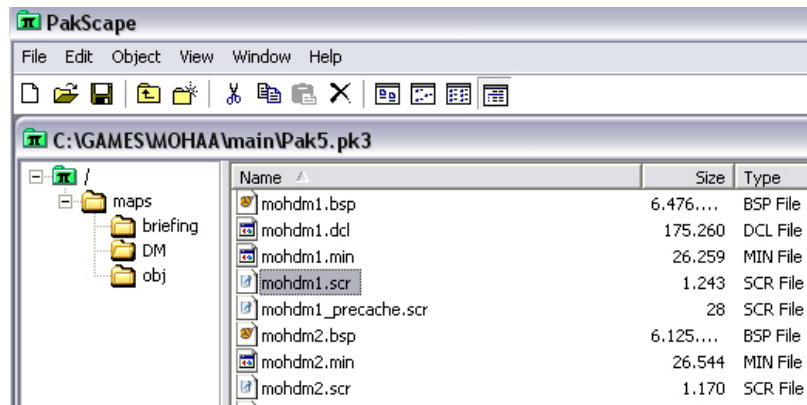 PakScape
File Edit Object View Window Help
C:\GAMES\MOHAA\main\Pak5.pk3
/
maps
briefing
DM
obj
Name Size Type
mohdm1.bsp 6.476.... BSP File
mohdm1.dcl 175.260 DCL File
mohdm1.min 26.259 MIN File
mohdm1.scr 1.243 SCR File
mohdm1_precache.scr 28 SCR File
mohdm2.bsp 6.125.... BSP File
mohdm2.min 26.544 MIN File
mohdm2.scr 1.170 SCR File